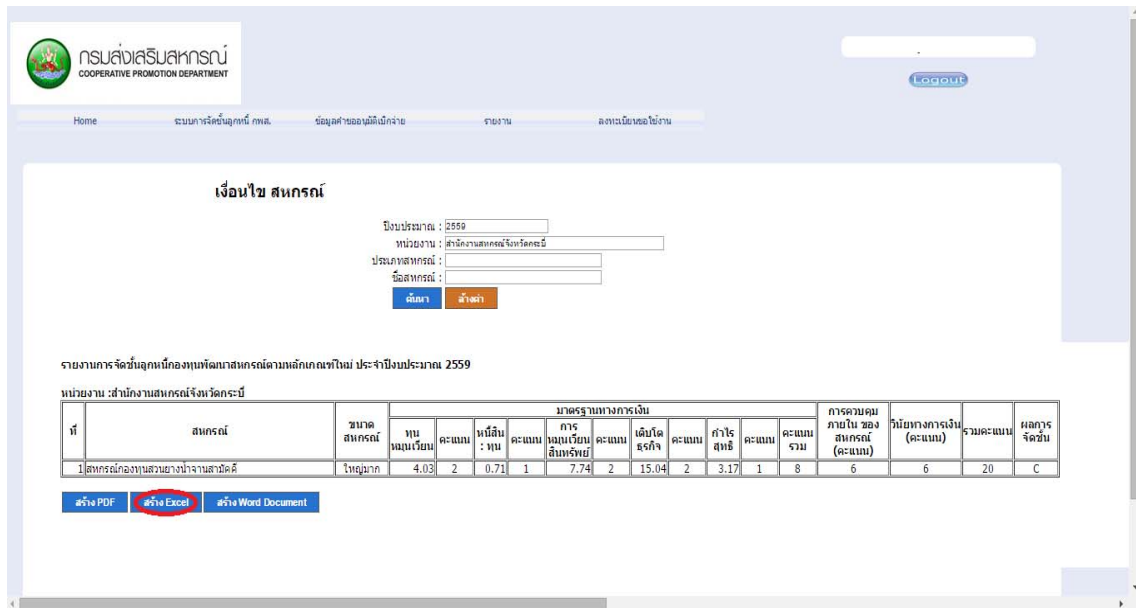 กรมส่งเสริมสหกรณ์
COOPERATIVE PROMOTION DEPARTMENT
Logout
Home ระบบการจัดชั้นลูกหนี้ กพส. ข้อมูลคำขออนุมัติเบิกจ่าย รายงาน ลงทะเบียนขอใช้งาน
เงื่อนไข สหกรณ์
ปีงบประมาณ : 2559
หน่วยงาน : สำนักงานสหกรณ์จังหวัดกระบี่
ประเภทสหกรณ์ :
ชื่อสหกรณ์ :
ค้นหา ล้างค่า
รายงานการจัดชั้นลูกหนี้กองทุนพัฒนาสหกรณ์ตามหลักเกณฑ์ใหม่ ประจำปีงบประมาณ 2559
หน่วยงาน :สำนักงานสหกรณ์จังหวัดกระบี่
ที่ สหกรณ์ ขนาดสหกรณ์ มาตรฐานทางการเงิน การควบคุมภายใน ของสหกรณ์ (คะแนน) วินัยทางการเงิน (คะแนน) รวมคะแนน ผลการจัดชั้น
ทุนหมุนเวียน คะแนน หนี้สิน : ทุน คะแนน การหมุนเวียนสินทรัพย์ คะแนน เติบโตธุรกิจ คะแนน กำไรสุทธิ คะแนน คะแนนรวม
1 สหกรณ์กองทุนสวนยางน้ำจานสามัคคี ใหญ่มาก 4.03 2 0.71 1 7.74 2 15.04 2 3.17 1 8 6 6 20 C
สร้าง PDF สร้าง Excel สร้าง Word Document